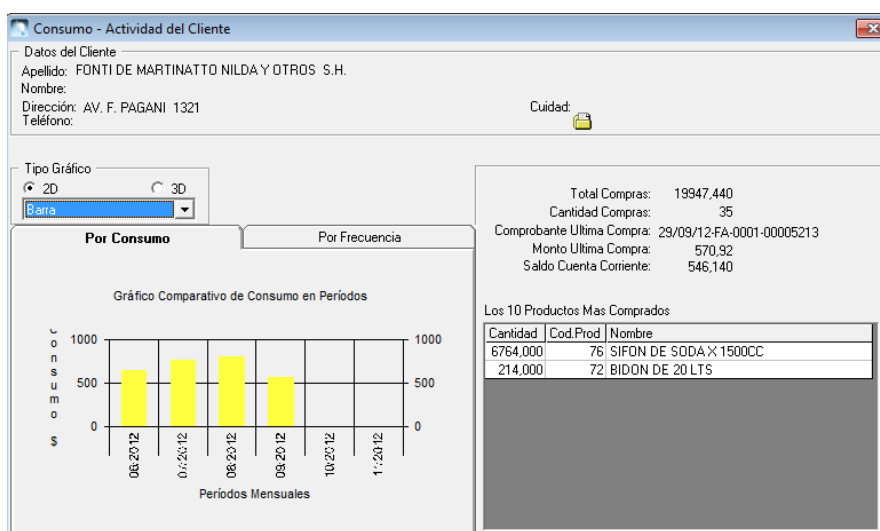 Consumo - Actividad del Cliente
Datos del Cliente
Apellido: FONTI DE MARTINATTO NILDA Y OTROS S.H.
Nombre:
Dirección: AV. F. PAGANI 1321
Cuidad:
Teléfono:
Tipo Gráfico
2D 3D
Barra
Por Consumo
Por Frecuencia
Gráfico Comparativo de Consumo en Períodos
Consumo $
1000 1000
500 500
0 0
06/2012 07/2012 08/2012 09/2012 10/2012 11/2012
Períodos Mensuales
Total Compras: 19947,440
Cantidad Compras: 35
Comprobante Ultima Compra: 29/09/12-FA-0001-00005213
Monto Ultima Compra: 570,92
Saldo Cuenta Corriente: 546,140
Los 10 Productos Mas Comprados
Cantidad Cod.Prod Nombre
6764,000 76 SIFON DE SODA X 1500CC
214,000 72 BIDON DE 20 LTS